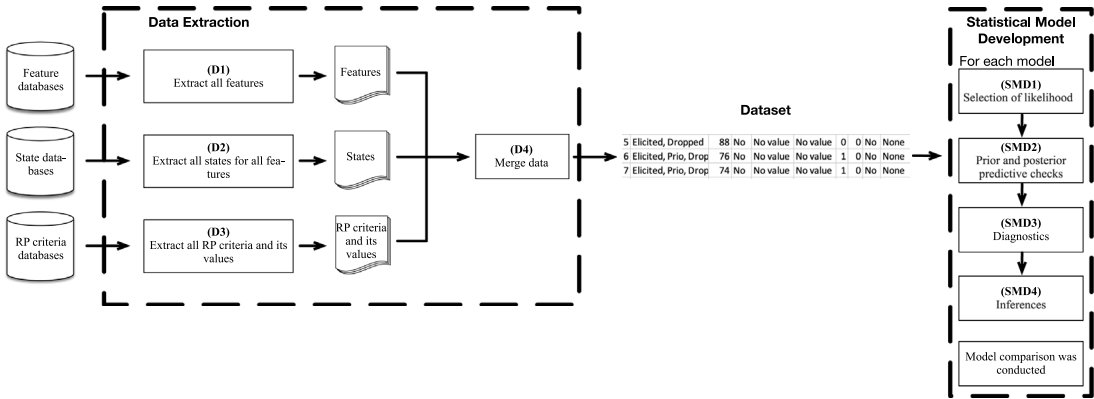 Data Extraction
Feature
databases
(D1)
Extract all features
Features
State data-
bases
(D2)
Extract all states for all fea-
tures
States
RP criteria
databases
(D3)
Extract all RP criteria and its
values
RP criteria
and its
values
(D4)
Merge data
Dataset
5 Elicited, Dropped 88 No No value No value 0 0 No None
6 Elicited, Prio, Drop 76 No No value No value 1 0 No None
7 Elicited, Prio, Drop 74 No No value No value 1 0 No None
Statistical Model
Development
For each model
(SMD1)
Selection of likelihood
(SMD2)
Prior and posterior
predictive checks
(SMD3)
Diagnostics
(SMD4)
Inferences
Model comparison was
conducted